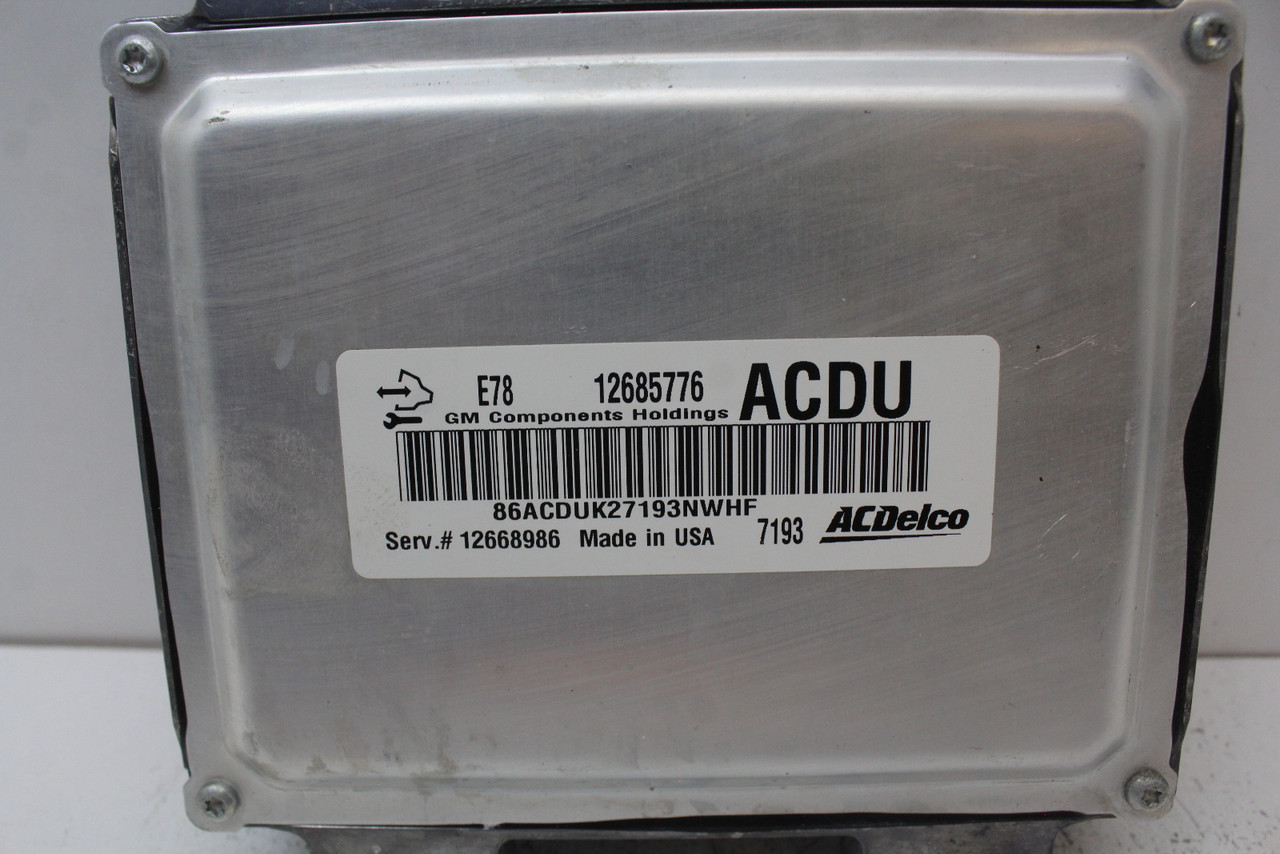 E78 12685776 ACDU
GM Components Holdings
86ACDUK27193NWHF
Serv.# 12668986 Made in USA 7193 ACDelco